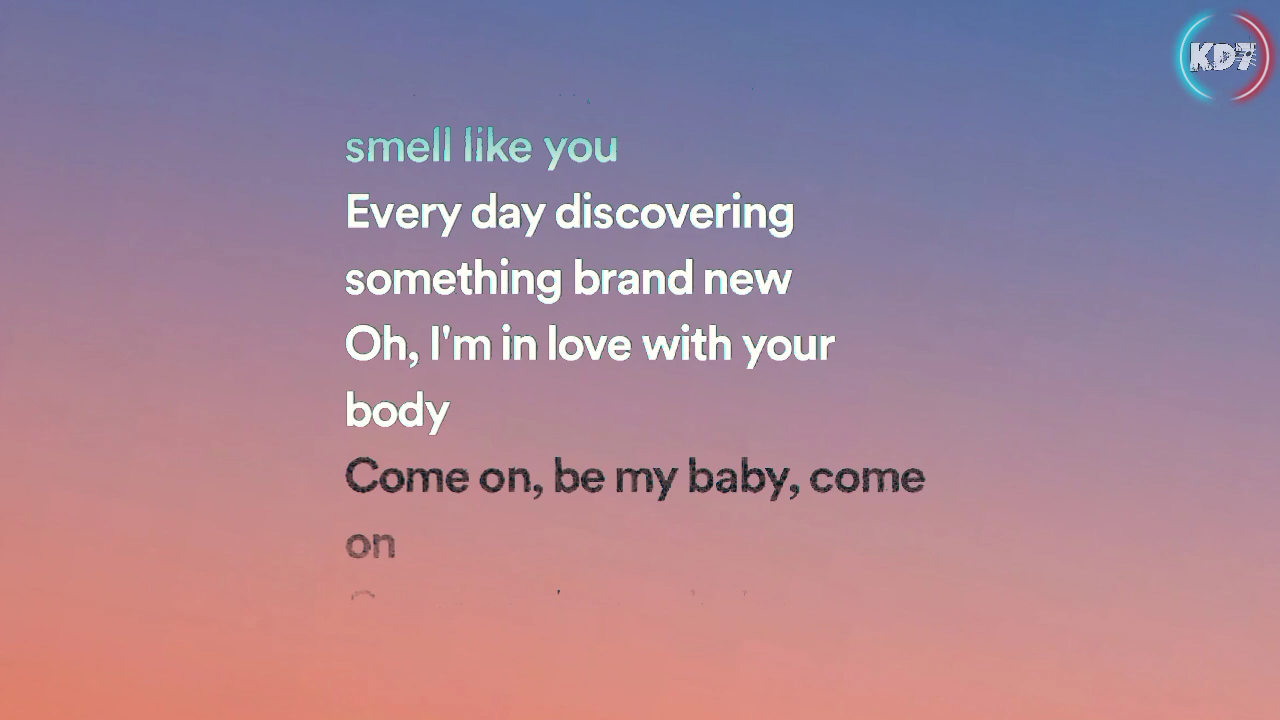 KD7
smell like you
Every day discovering
something brand new
Oh, I'm in love with your
body
Come on, be my baby, come
on